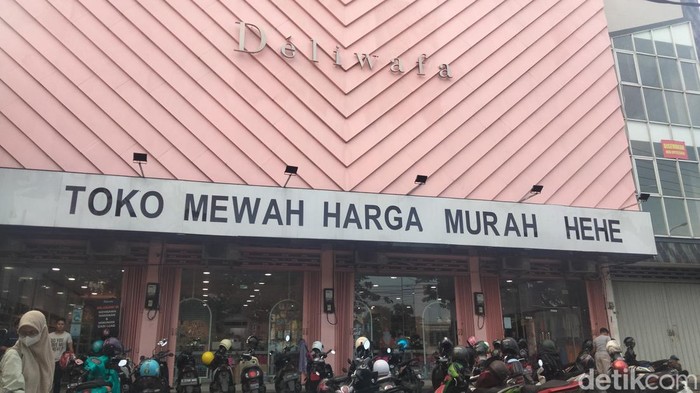 Déliwafa
TOKO MEWAH HARGA MURAH HEHE
detikcom